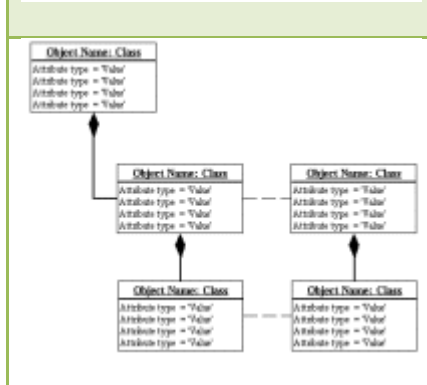 Object Name: Class
Attribute type = 'Value'
Attribute type = 'Value'
Attribute type = 'Value'
Attribute type = 'Value'
Object Name: Class
Attribute type = 'Value'
Attribute type = 'Value'
Attribute type = 'Value'
Attribute type = 'Value'
Object Name: Class
Attribute type = 'Value'
Attribute type = 'Value'
Attribute type = 'Value'
Attribute type = 'Value'
Object Name: Class
Attribute type = 'Value'
Attribute type = 'Value'
Attribute type = 'Value'
Attribute type = 'Value'
Object Name: Class
Attribute type = 'Value'
Attribute type = 'Value'
Attribute type = 'Value'
Attribute type = 'Value'